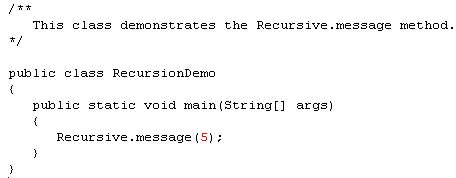 /**
This class demonstrates the Recursive.message method.
*/
public class RecursionDemo
{
public static void main(String[] args)
{
Recursive.message(5);
}
}